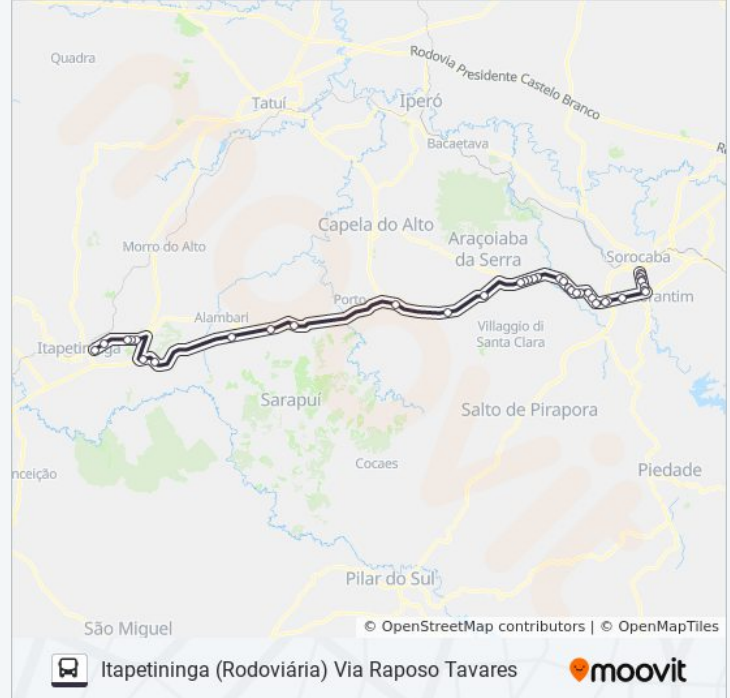 Quadra
Rodovia Presidente Castelo Branco
Tatuí
Iperó
Bacaetava
Capela do Alto
Araçoiaba
da Serra
Morro do Alto
Sorocaba
Porto
Alambari
Villaggio di
Santa Clara
Itapetininga
Sarapuí
Salto de Pirapora
Cocaes
Piedade
nceição
Pilar do Sul
São Miguel
© OpenStreetMap contributors | © OpenMapTiles
Itapetininga (Rodoviária) Via Raposo Tavares
moovit